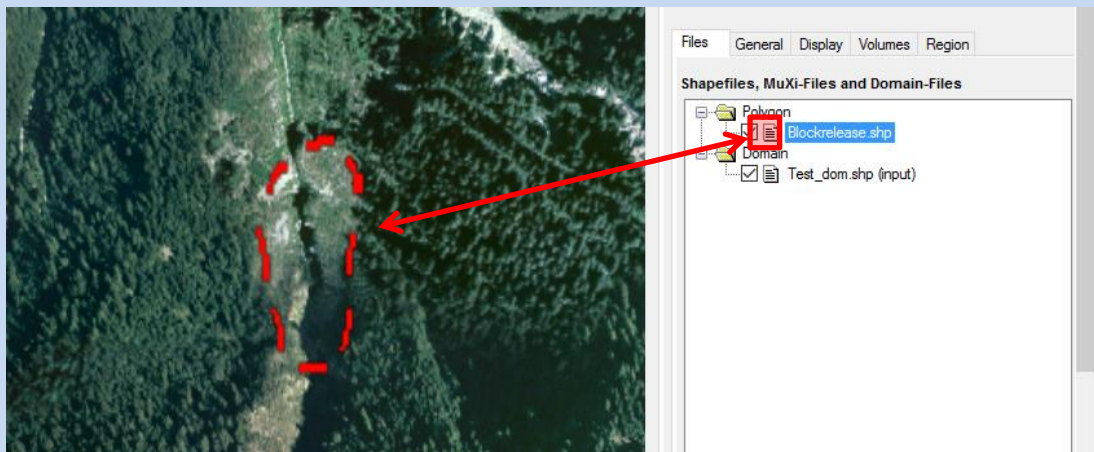 Files General Display Volumes Region
Shapefiles, MuXi-Files and Domain-Files
Polygon
Blockrelease.shp
Domain
Test_dom.shp (input)